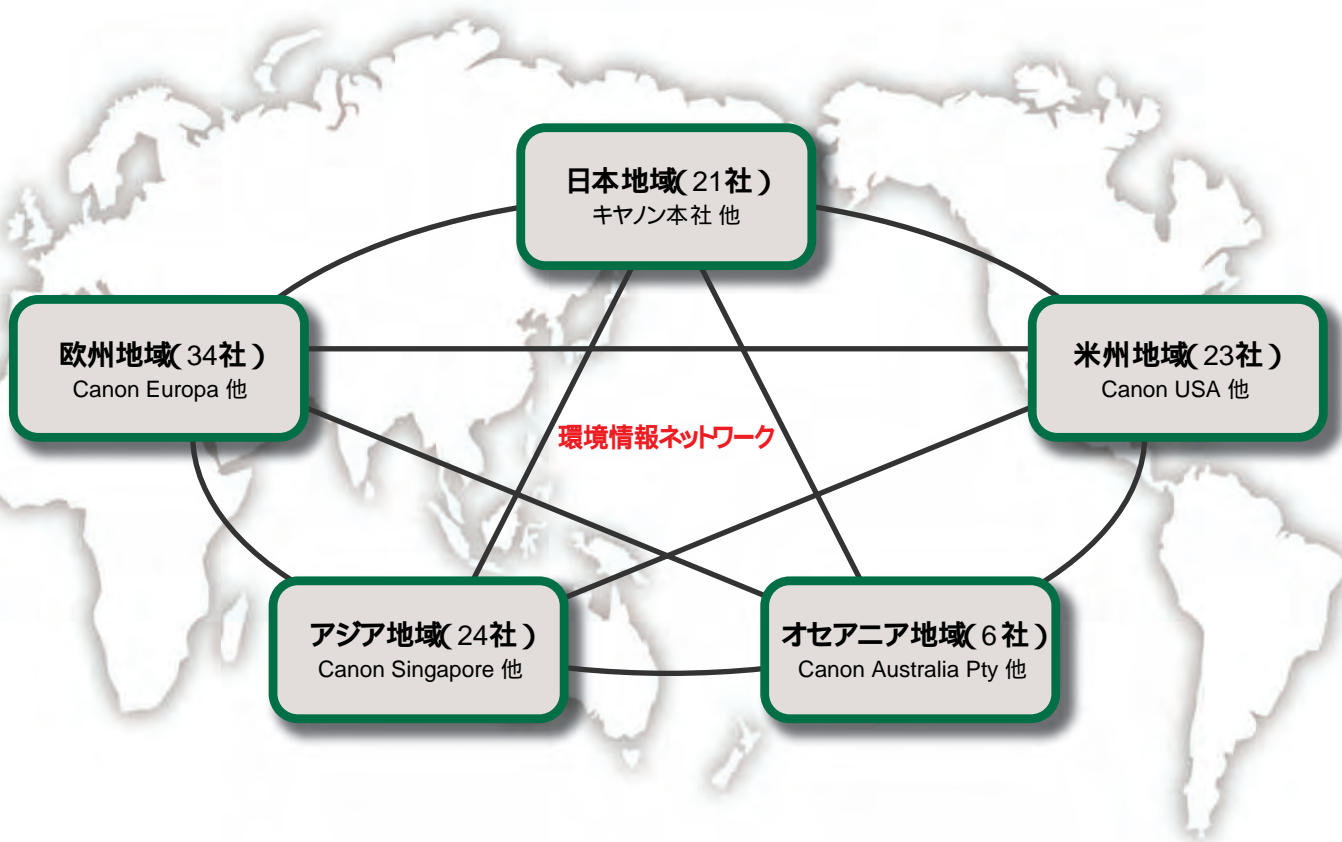 日本地域(21社)
キヤノン本社 他
欧州地域(34社)
Canon Europa 他
米州地域(23社)
Canon USA 他
環境情報ネットワーク
アジア地域(24社)
Canon Singapore 他
オセアニア地域(6社)
Canon Australia Pty 他